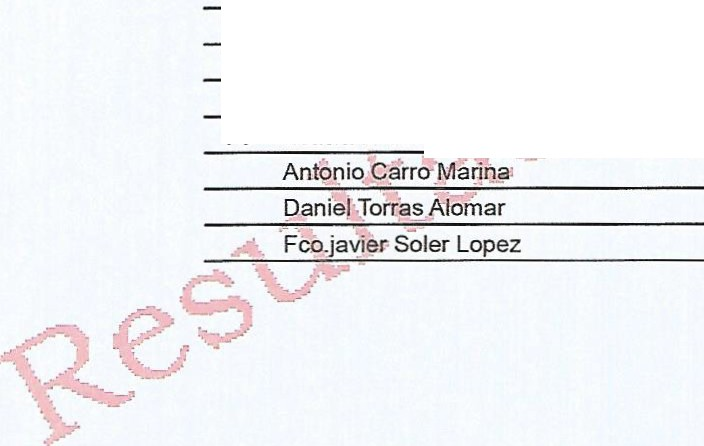 Antonio Carro Marina
Daniel Torras Alomar
Fco.javier Soler Lopez